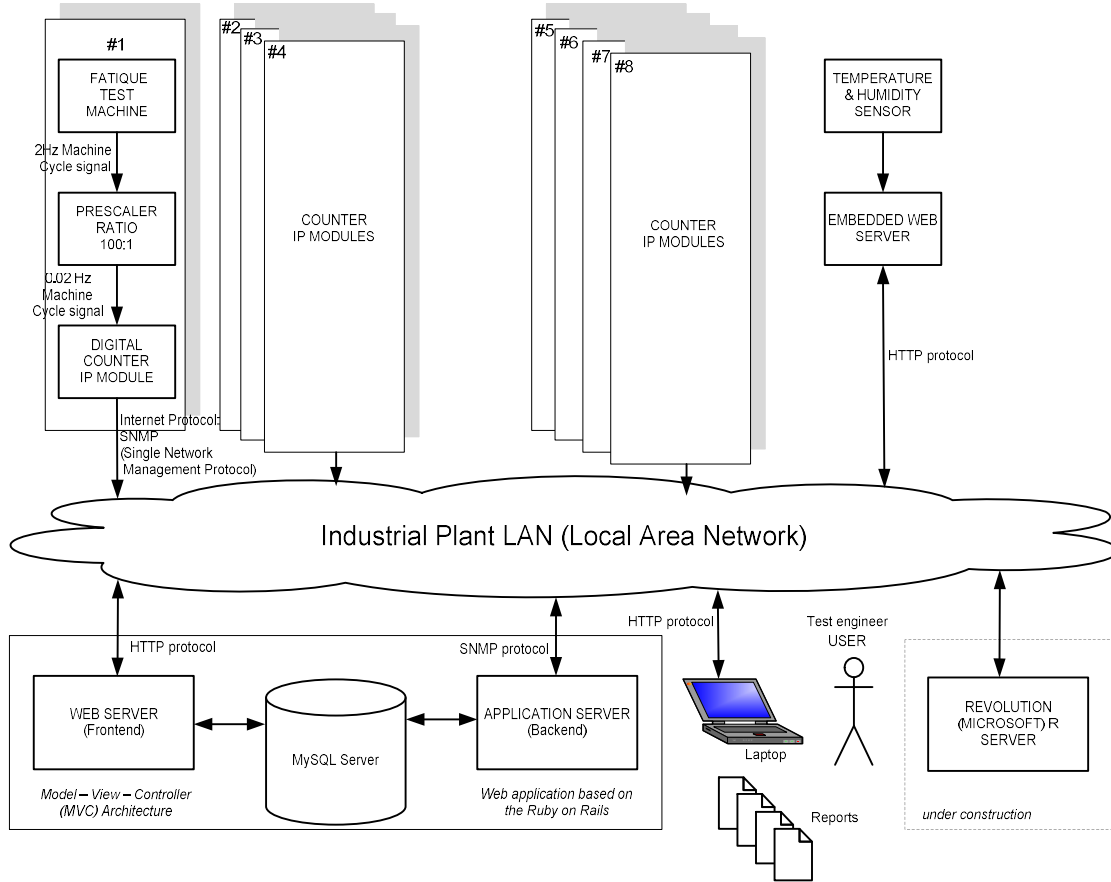 #1
FATIQUE
TEST
MACHINE
2Hz Machine
Cycle signal
PRESCALER
RATIO
100:1
0.02 Hz
Machine
Cycle signal
DIGITAL
COUNTER
IP MODULE
Internet Protocol:
SNMP
(Single Network
Management Protocol)
#2
#3
#4
COUNTER
IP MODULES
#5
#6
#7
#8
COUNTER
IP MODULES
TEMPERATURE
& HUMIDITY
SENSOR
EMBEDDED WEB
SERVER
HTTP protocol
Industrial Plant LAN (Local Area Network)
HTTP protocol
WEB SERVER
(Frontend)
Model – View – Controller
(MVC) Architecture
MySQL Server
SNMP protocol
APPLICATION SERVER
(Backend)
Web application based on
the Ruby on Rails
HTTP protocol
Laptop
Test engineer
USER
Reports
REVOLUTION
(MICROSOFT) R
SERVER
under construction